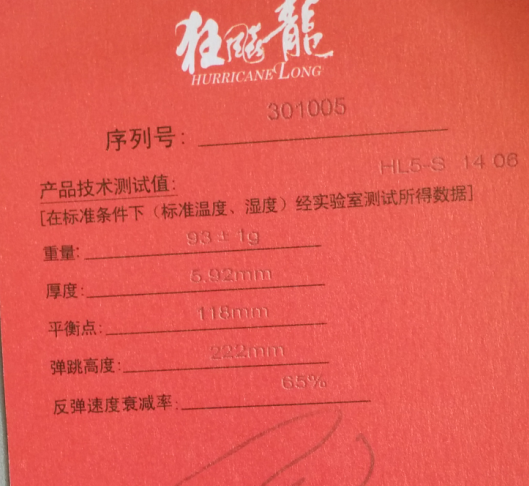 狂飚龍
HURRICANE LONG
序列号: 301005
HL5-S 14 06
产品技术测试值:
[在标准条件下（标准温度、湿度）经实验室测试所得数据]
重量: 93±1g
厚度: 5.92mm
平衡点: 118mm
弹跳高度: 222mm
反弹速度衰减率: 65%